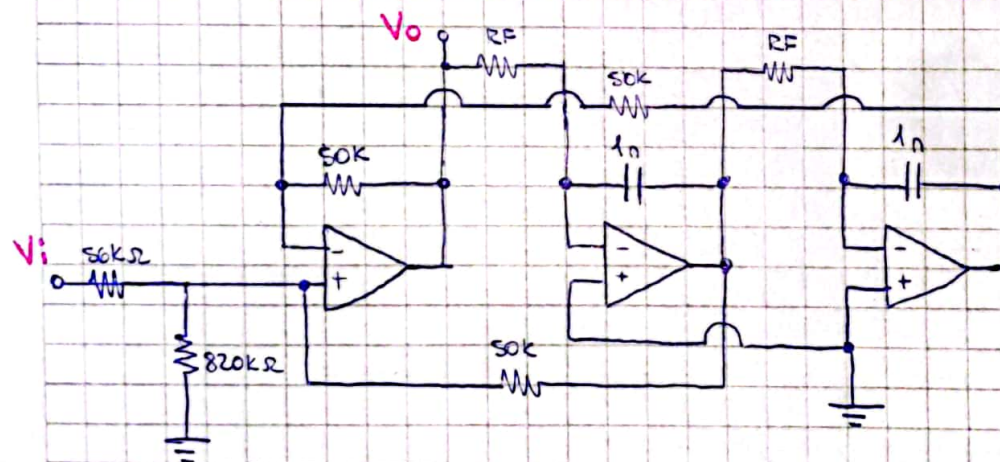 Vo
RF
RF
50K
1n
1n
50K
Vi
56KΩ
-
+
-
+
-
+
820KΩ
50K